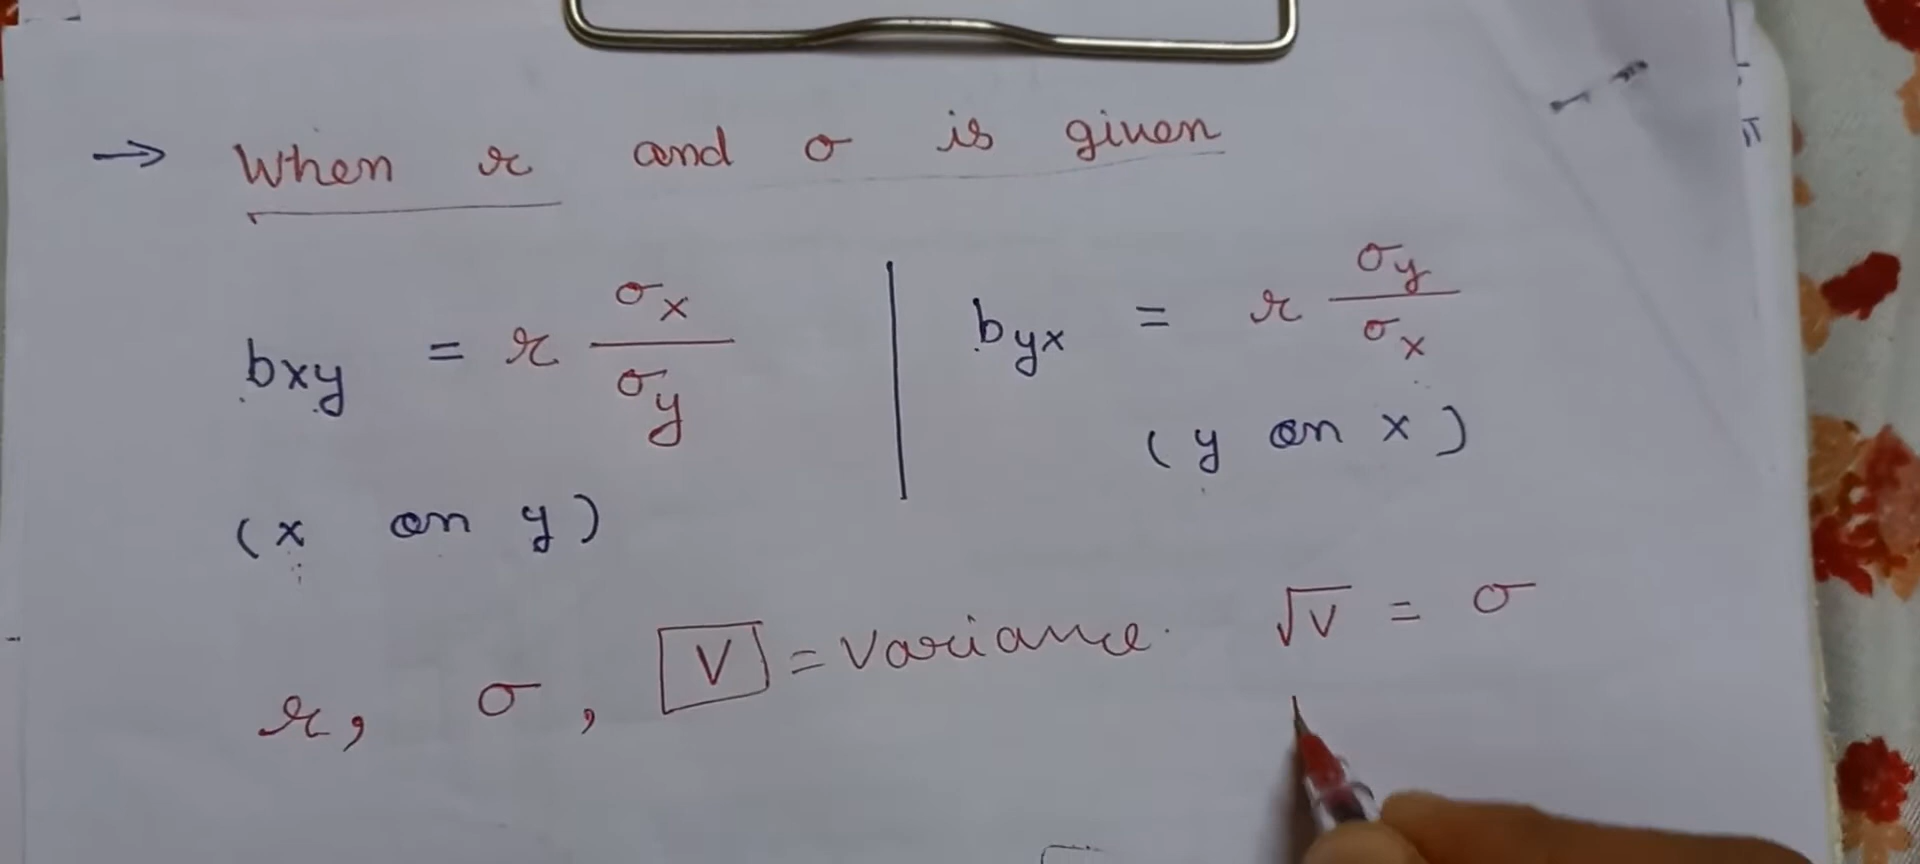 → When r and σ is given
bxy = r σx / σy
(x on y)
byx = r σy / σx
(y on x)
r, σ, V = Variance. √V = σ